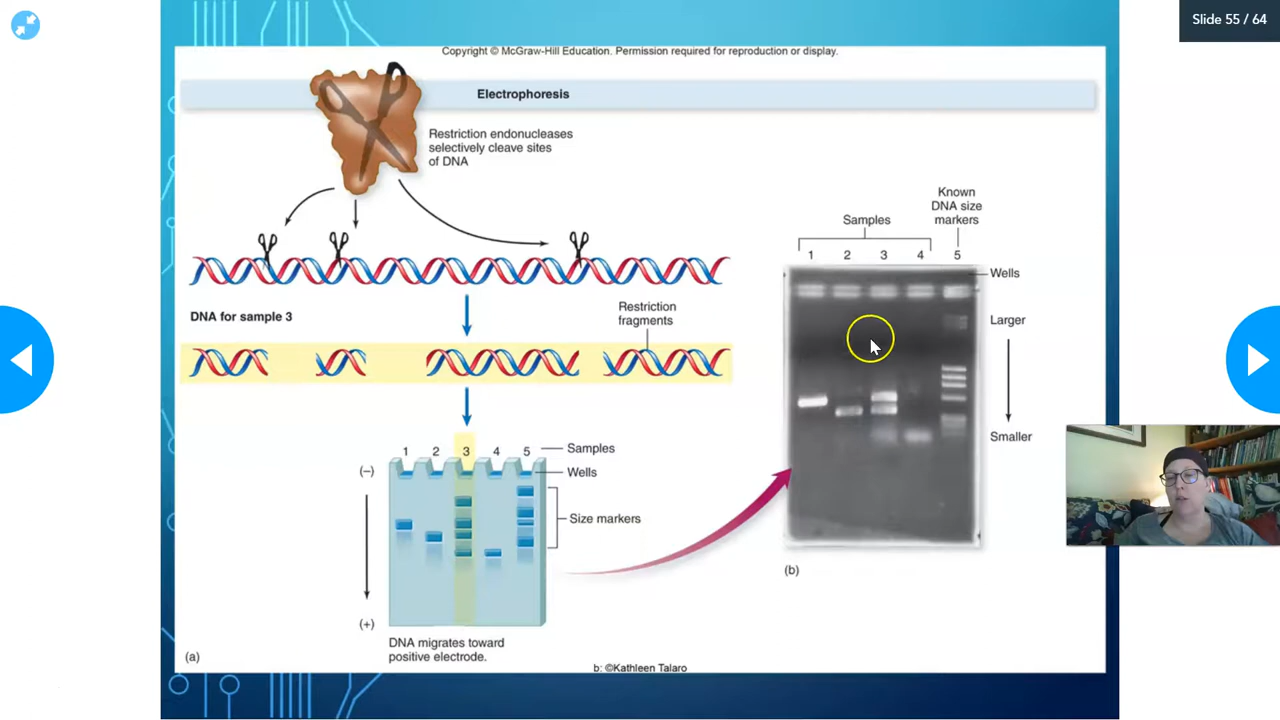 Slide 55 / 64
Copyright © McGraw-Hill Education. Permission required for reproduction or display.
Electrophoresis
Restriction endonucleases
selectively cleave sites
of DNA
DNA for sample 3
Restriction
fragments
1 2 3 4 5
Samples
Wells
(–)
Size markers
(+)
DNA migrates toward
positive electrode.
(a)
Known
DNA size
markers
Samples
1 2 3 4 5
Wells
Larger
Smaller
(b)
b: ©Kathleen Talaro